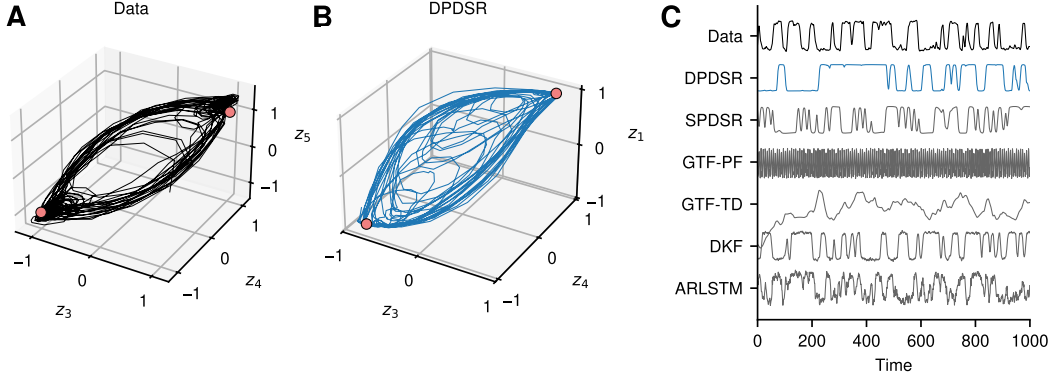 A
Data
1
0
−1
z5
−1
0
1
z3
−1
0
1
z4
B
DPDSR
1
0
−1
z1
−1
0
1
z3
−1
0
1
z4
C
Data
DPDSR
SPDSR
GTF-PF
GTF-TD
DKF
ARLSTM
0 200 400 600 800 1000
Time